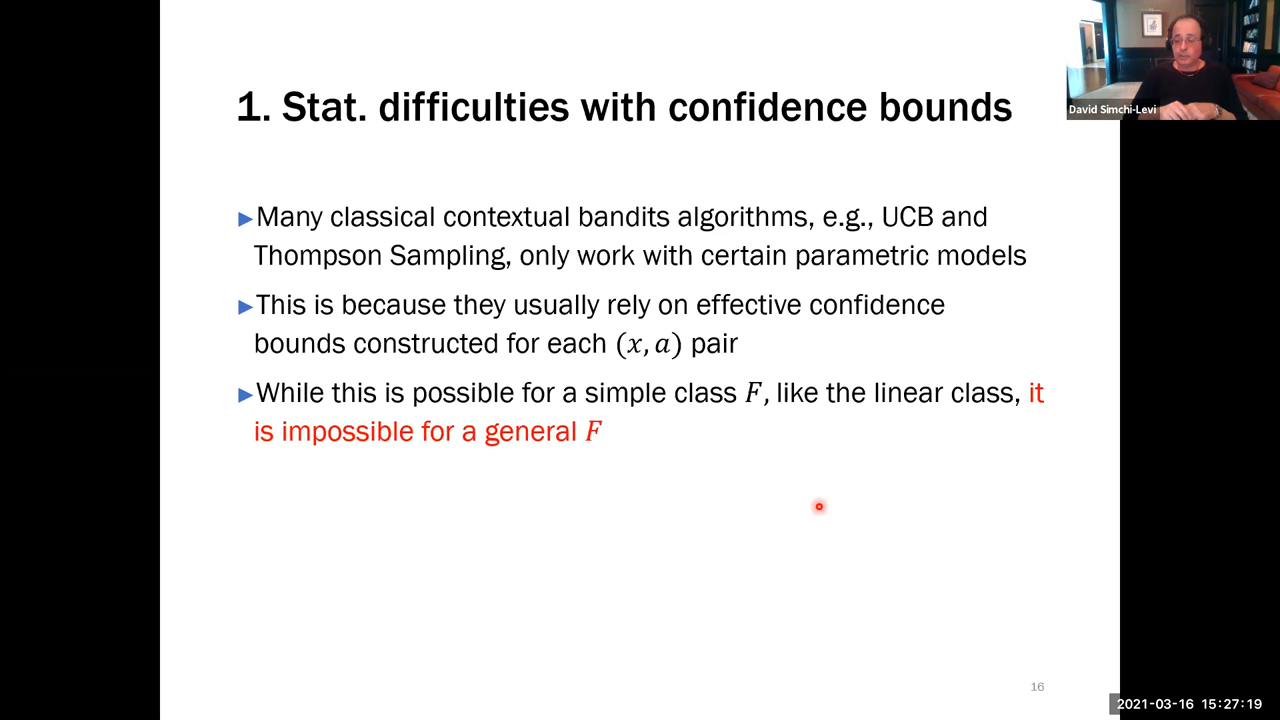 1. Stat. difficulties with confidence bounds
David Simchi-Levi
►Many classical contextual bandits algorithms, e.g., UCB and
Thompson Sampling, only work with certain parametric models
►This is because they usually rely on effective confidence
bounds constructed for each (x, a) pair
►While this is possible for a simple class F, like the linear class, it
is impossible for a general F
16
2021-03-16 15:27:19